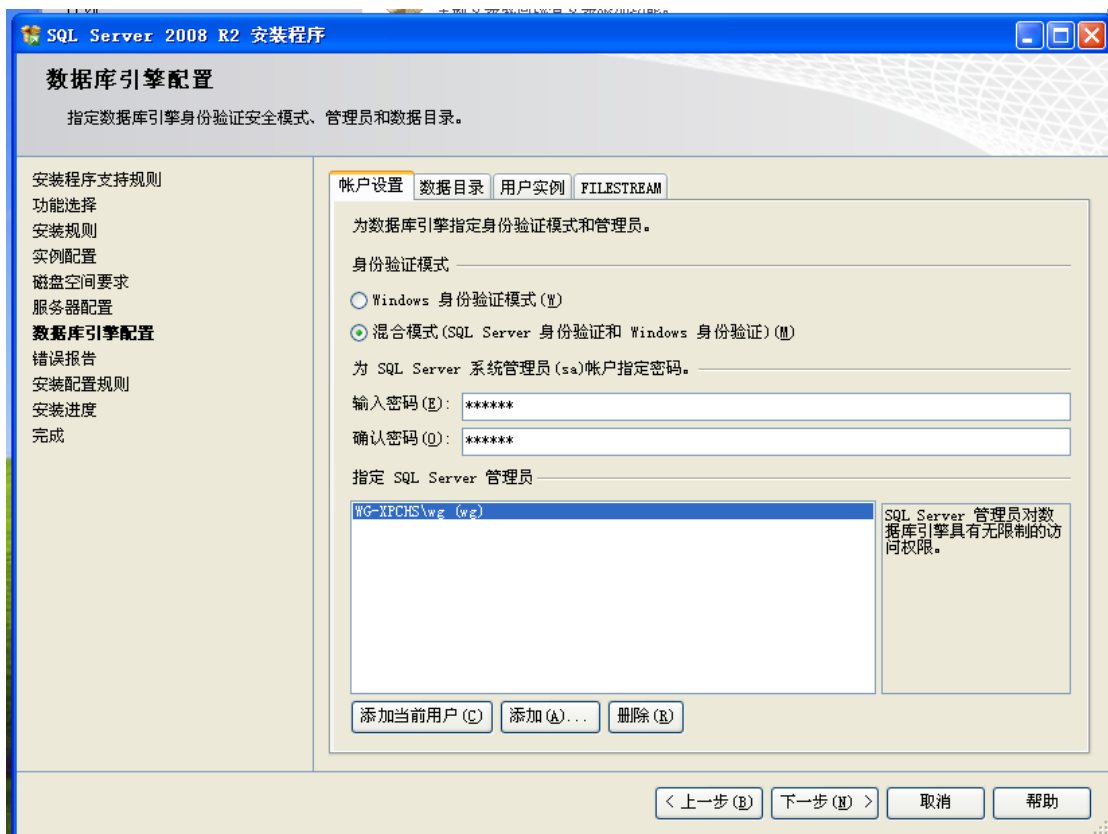 SQL Server 2008 R2 安装程序
数据库引擎配置
指定数据库引擎身份验证安全模式、管理员和数据目录。
安装程序支持规则
功能选择
安装规则
实例配置
磁盘空间要求
服务器配置
数据库引擎配置
错误报告
安装配置规则
安装进度
完成
帐户设置 数据目录 用户实例 FILESTREAM
为数据库引擎指定身份验证模式和管理员。
身份验证模式
Windows 身份验证模式(W)
混合模式(SQL Server 身份验证和 Windows 身份验证)(M)
为 SQL Server 系统管理员(sa)帐户指定密码。
输入密码(E): ******
确认密码(O): ******
指定 SQL Server 管理员
WG-XPCHS\wg (wg)
SQL Server 管理员对数
据库引擎具有无限制的访
问权限。
添加当前用户(C) 添加(A)... 删除(R)
< 上一步(B) 下一步(N) > 取消 帮助